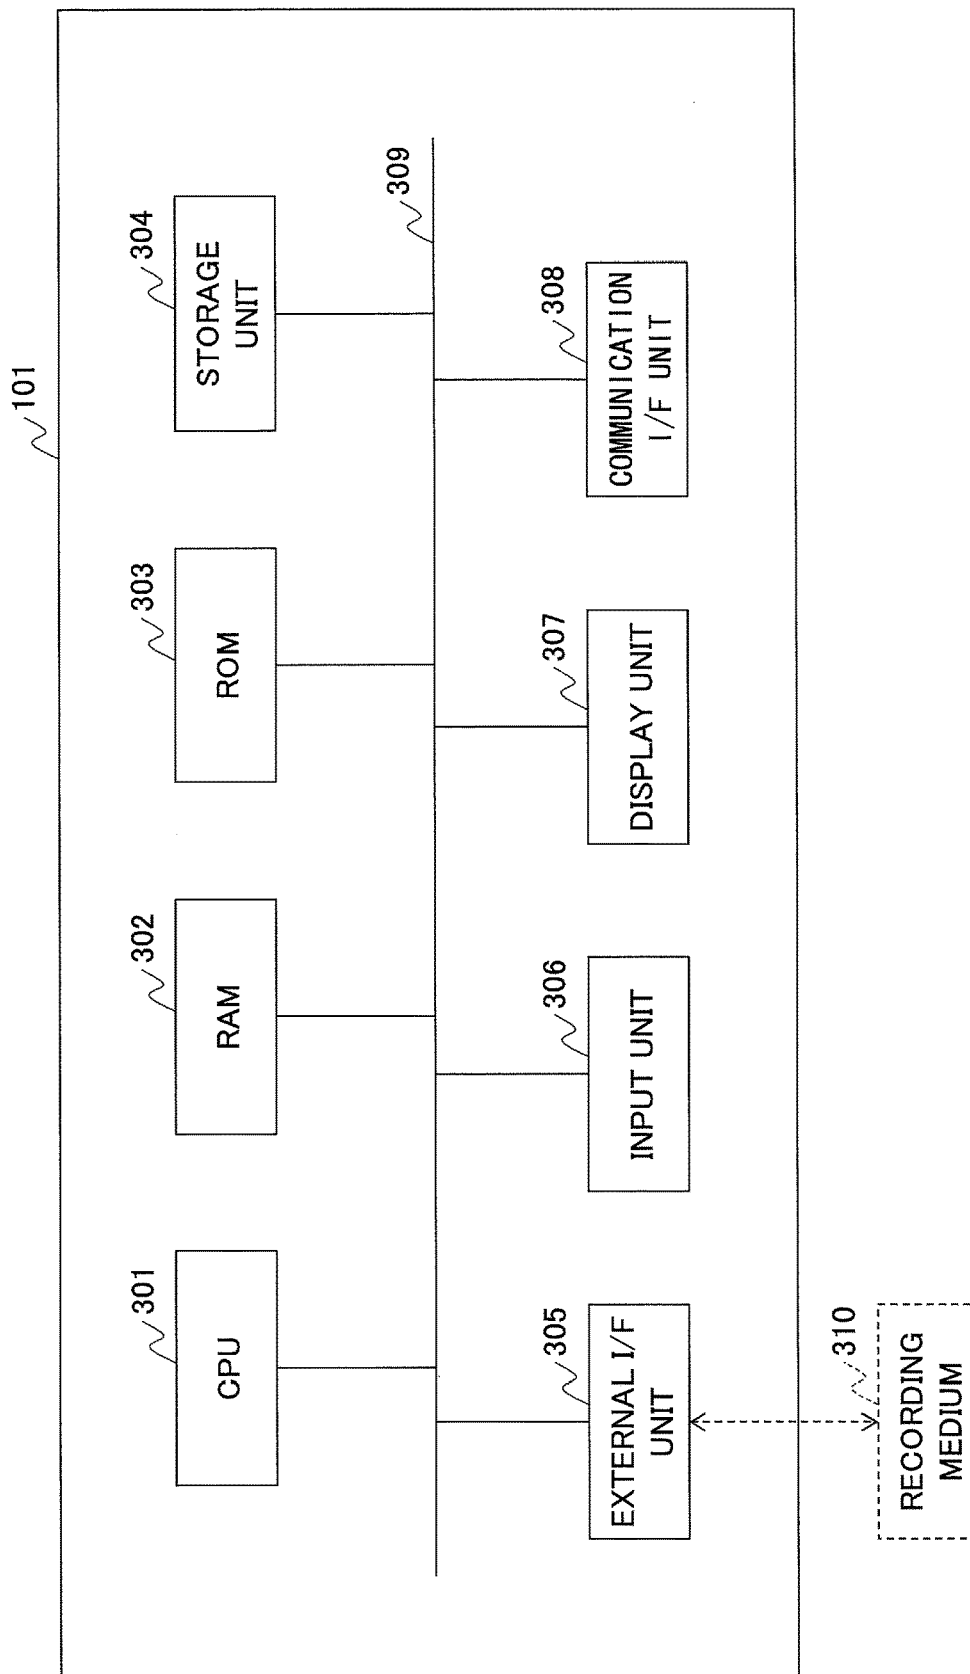 101
301
302
303
304
CPU
RAM
ROM
STORAGE
UNIT
309
305
306
307
308
EXTERNAL I/F
UNIT
INPUT UNIT
DISPLAY UNIT
COMMUNICATION
I/F UNIT
310
RECORDING
MEDIUM